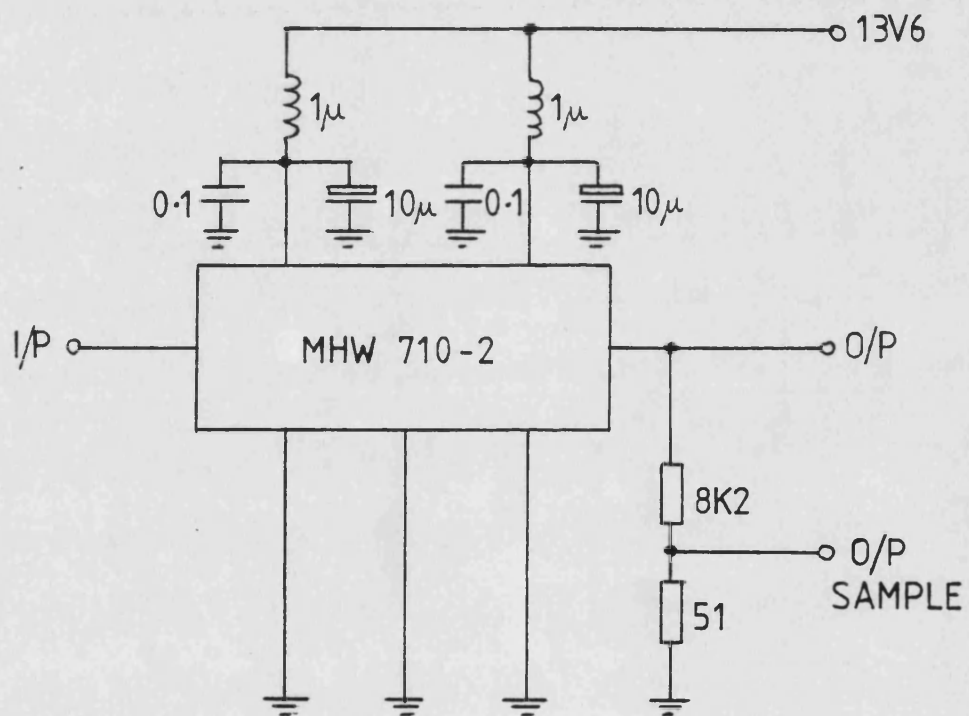 13V6
1μ
1μ
0·1
10μ
0·1
10μ
I/P
MHW 710-2
O/P
8K2
O/P
SAMPLE
51